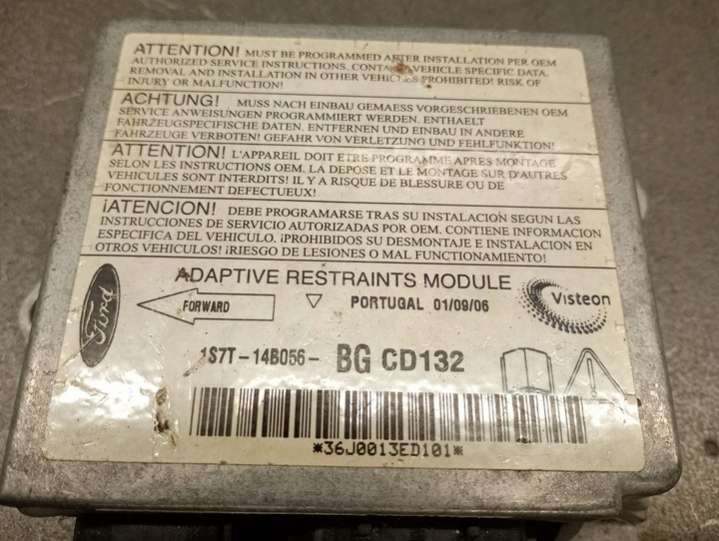 ATTENTION! MUST BE PROGRAMMED AFTER INSTALLATION PER OEM
AUTHORIZED SERVICE INSTRUCTIONS. CONTAINS VEHICLE SPECIFIC DATA.
REMOVAL AND INSTALLATION IN OTHER VEHICLES PROHIBITED! RISK OF
INJURY OR MALFUNCTION!
ACHTUNG! MUSS NACH EINBAU GEMAESS VORGESCHRIEBENEN OEM
SERVICE ANWEISUNGEN PROGRAMMIERT WERDEN. ENTHAELT
FAHRZEUGSPEZIFISCHE DATEN. ENTFERNEN UND EINBAU IN ANDERE
FAHRZEUGE VERBOTEN! GEFAHR VON VERLETZUNG UND FEHLFUNKTION!
ATTENTION! L'APPAREIL DOIT ETRE PROGRAMME APRES MONTAGE
SELON LES INSTRUCTIONS OEM. LA DEPOSE ET LE MONTAGE SUR D'AUTRES
VEHICULES SONT INTERDITS! IL Y A RISQUE DE BLESSURE OU DE
FONCTIONNEMENT DEFECTUEUX!
¡ATENCION! DEBE PROGRAMARSE TRAS SU INSTALACION SEGUN LAS
INSTRUCCIONES DE SERVICIO AUTORIZADAS POR OEM. CONTIENE INFORMACION
ESPECIFICA DEL VEHICULO. ¡PROHIBIDOS SU DESMONTAJE E INSTALACION EN
OTROS VEHICULOS! ¡RIESGO DE LESIONES O MAL FUNCIONAMIENTO!
ADAPTIVE RESTRAINTS MODULE
Ford
FORWARD
PORTUGAL 01/09/06
Visteon
1S7T-14B056- BG CD132
*36J0013ED101*